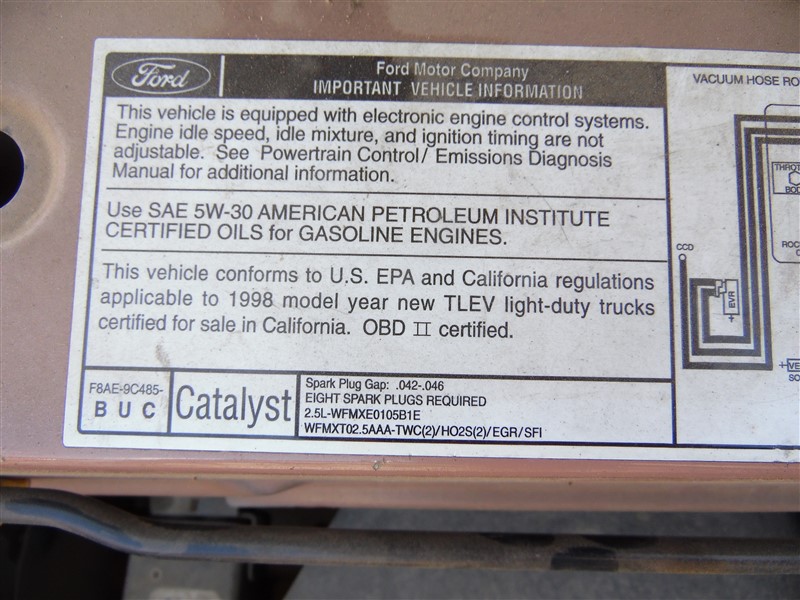 Ford
Ford Motor Company
IMPORTANT VEHICLE INFORMATION
This vehicle is equipped with electronic engine control systems.
Engine idle speed, idle mixture, and ignition timing are not
adjustable. See Powertrain Control/ Emissions Diagnosis
Manual for additional information.
Use SAE 5W-30 AMERICAN PETROLEUM INSTITUTE
CERTIFIED OILS for GASOLINE ENGINES.
This vehicle conforms to U.S. EPA and California regulations
applicable to 1998 model year new TLEV light-duty trucks
certified for sale in California. OBD II certified.
F8AE-9C485-
BUC
Catalyst
Spark Plug Gap: .042-.046
EIGHT SPARK PLUGS REQUIRED
2.5L-WFMXE0105B1E
WFMXT02.5AAA-TWC(2)/HO2S(2)/EGR/SFI
VACUUM HOSE RO
THROT
BOD
ROC
CCD
EVR
VE
SO